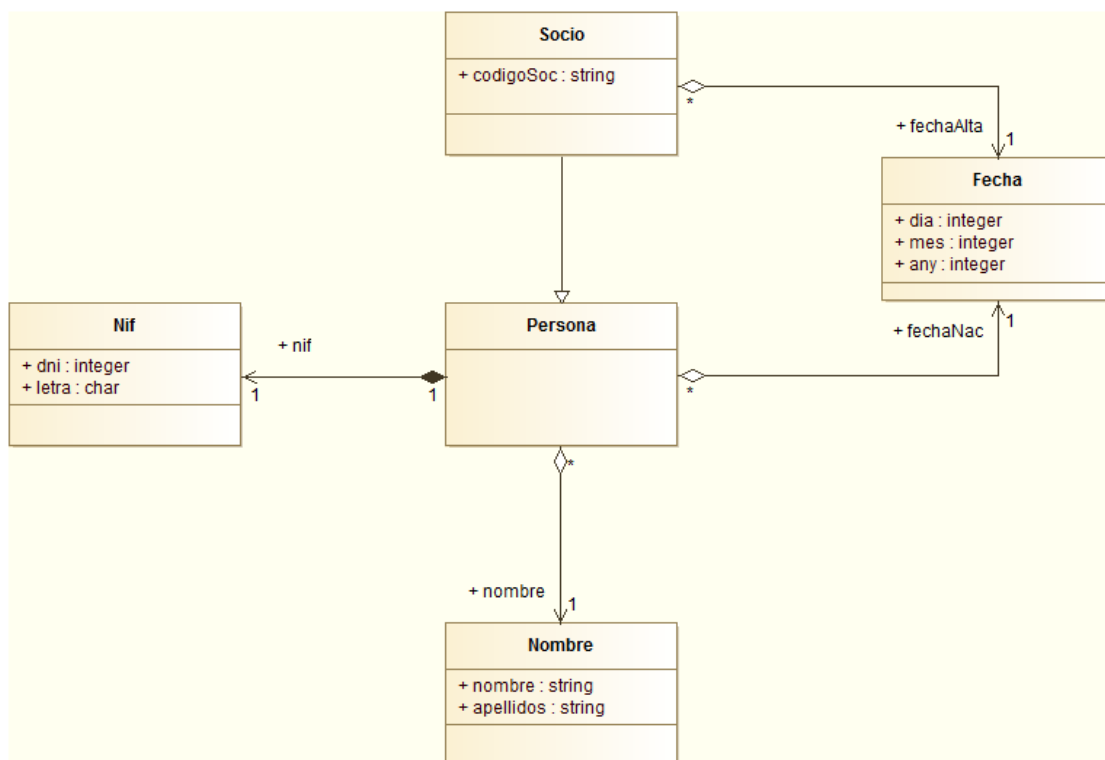 Socio
+ codigoSoc : string
*
+ fechaAlta
1
Fecha
+ dia : integer
+ mes : integer
+ any : integer
1
+ fechaNac
*
Persona
Nif
+ dni : integer
+ letra : char
+ nif
1
1
*
+ nombre
1
Nombre
+ nombre : string
+ apellidos : string